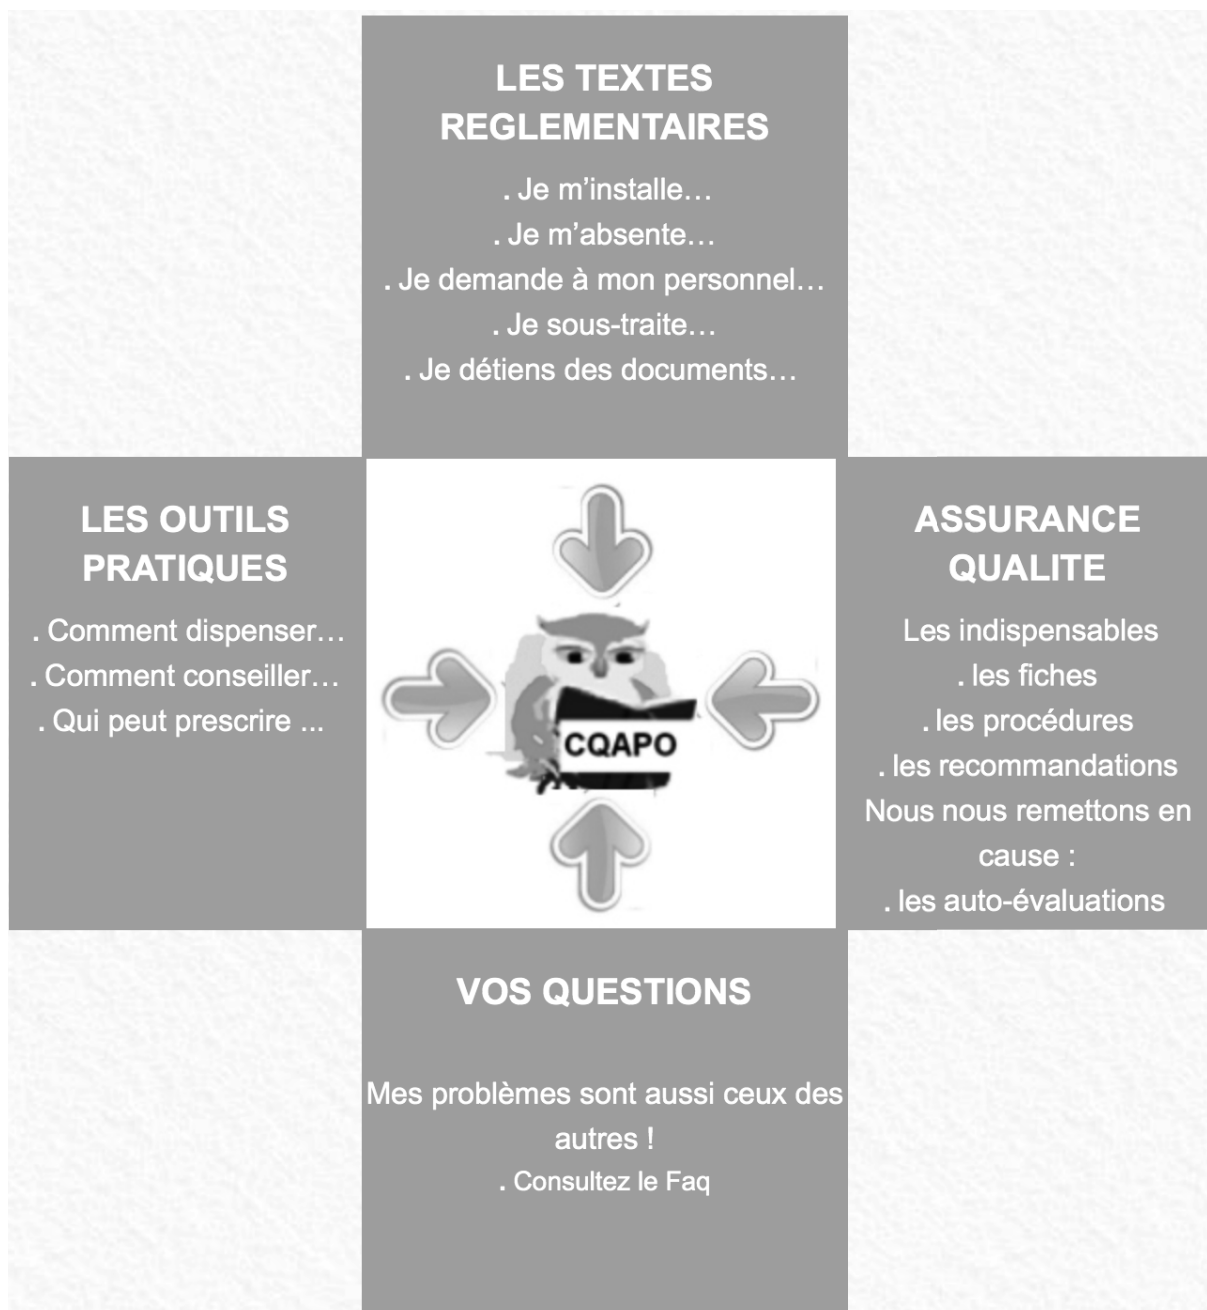 LES TEXTES
REGLEMENTAIRES
. Je m’installe…
. Je m’absente…
. Je demande à mon personnel…
. Je sous-traite…
. Je détiens des documents…
LES OUTILS
PRATIQUES
. Comment dispenser…
. Comment conseiller…
. Qui peut prescrire ...
CQAPO
ASSURANCE
QUALITE
Les indispensables
. les fiches
. les procédures
. les recommandations
Nous nous remettons en
cause :
. les auto-évaluations
VOS QUESTIONS
Mes problèmes sont aussi ceux des
autres !
. Consultez le Faq